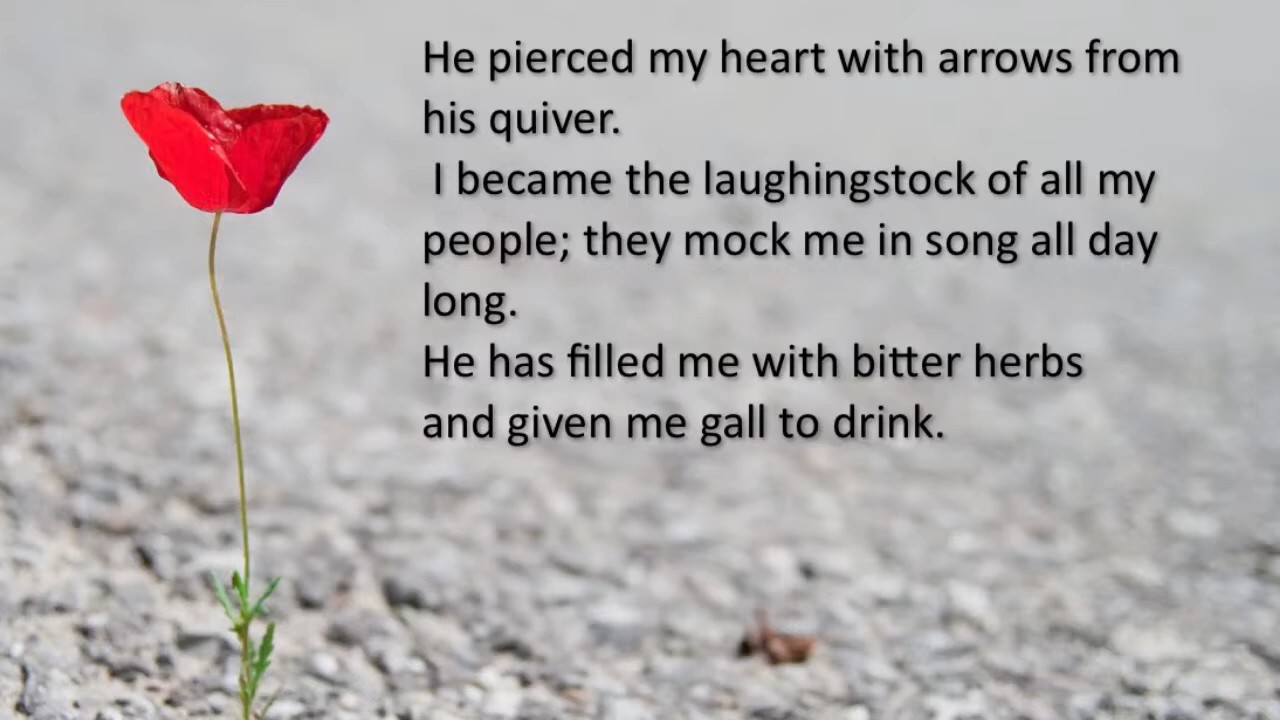 He pierced my heart with arrows from
his quiver.
I became the laughingstock of all my
people; they mock me in song all day
long.
He has filled me with bitter herbs
and given me gall to drink.